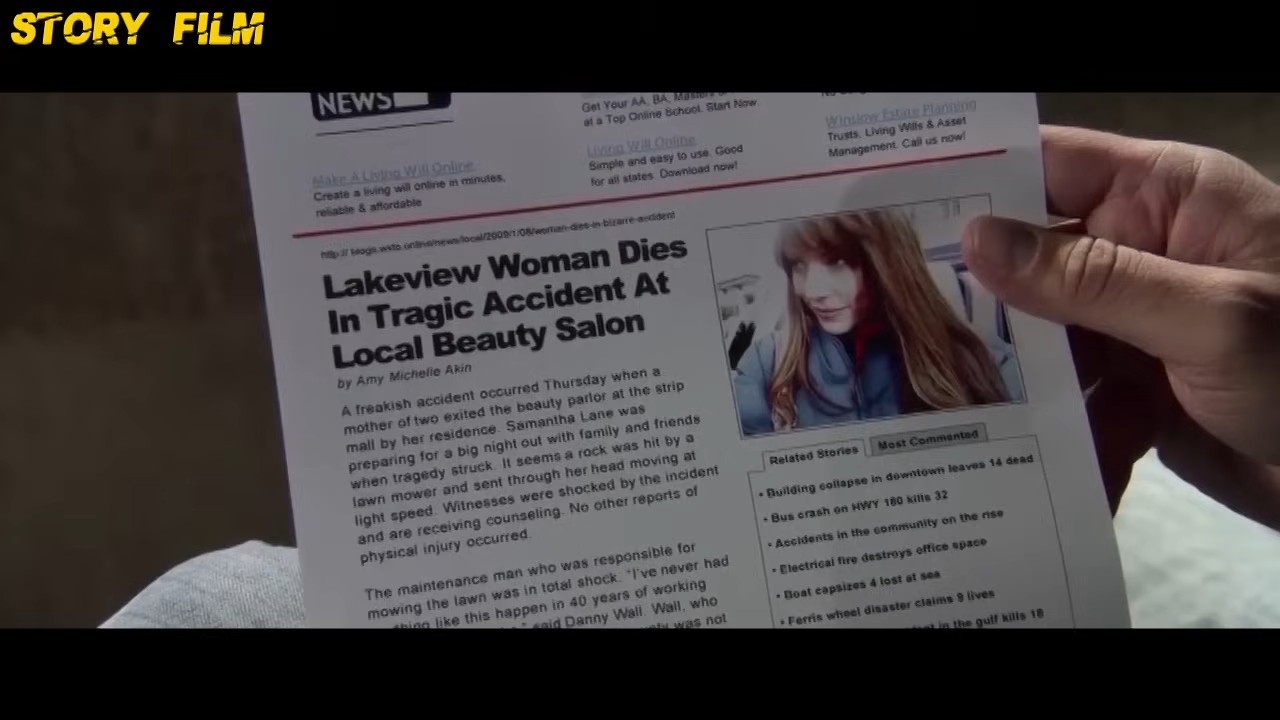 STORY FILM
NEWS
Get Your AA, BA, Masters
at a Top Online School. Start Now
Make A Living Will Online
Create a living will online in minutes,
reliable & affordable
Living Will Online
Simple and easy to use. Good
for all states. Download now!
Winslow Estate Planning
Trusts, Living Wills & Asset
Management. Call us now!
Lakeview Woman Dies
In Tragic Accident At
Local Beauty Salon
by Amy Michelle Akin
A freakish accident occurred Thursday when a
mother of two exited the beauty parlor at the strip
mall by her residence. Samantha Lane was
preparing for a big night out with family and friends
when tragedy struck. It seems a rock was hit by a
lawn mower and sent through her head moving at
light speed. Witnesses were shocked by the incident
and are receiving counseling. No other reports of
physical injury occurred.
The maintenance man who was responsible for
mowing the lawn was in total shock. "I've never had
like this happen in 40 years of working
said Danny Wall. Wall, who
was not
Related Stories
Most Commented
• Building collapse in downtown leaves 14 dead
• Bus crash on HWY 180 kills 32
• Accidents in the community on the rise
• Electrical fire destroys office space
• Boat capsizes 4 lost at sea
• Ferris wheel disaster claims 9 lives
in the gulf kills 18